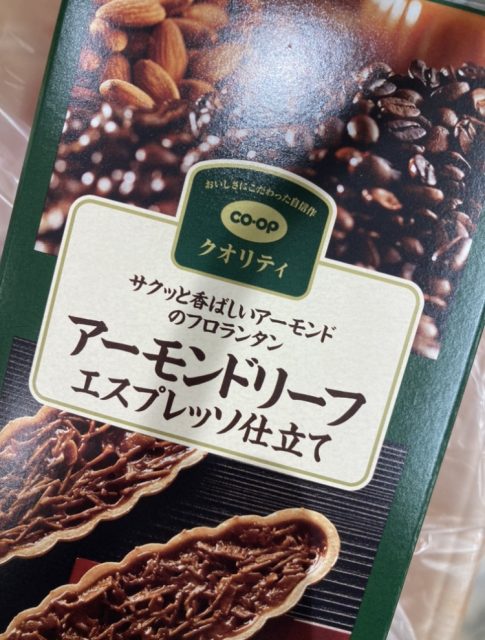 おいしさにこだわった自信作
CO-OP
クオリティ
サクッと香ばしいアーモンド
のフロランタン
アーモンドリーフ
エスプレッソ仕立て